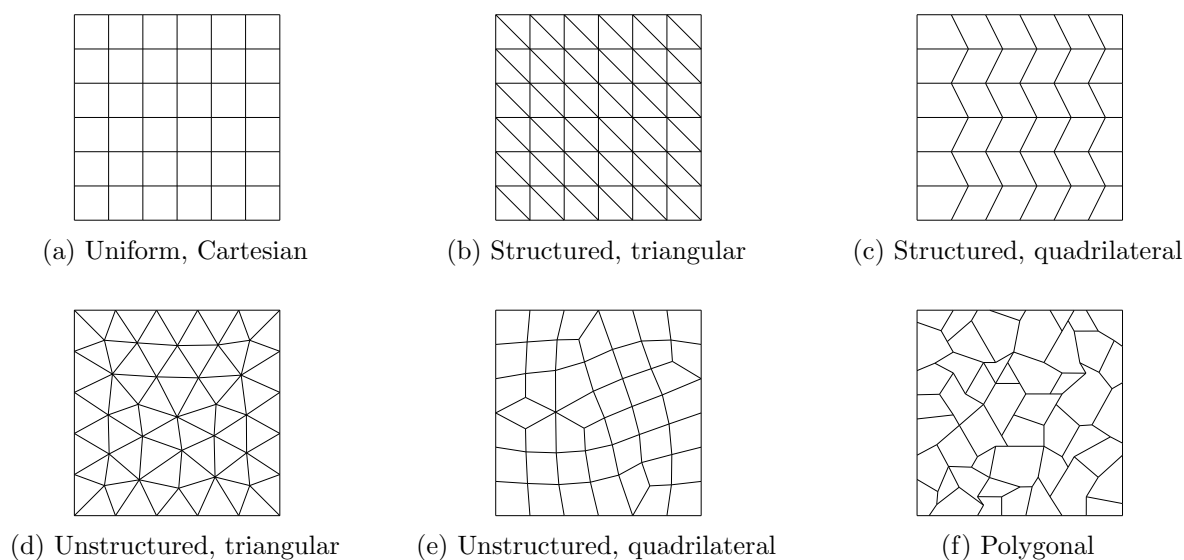 (a) Uniform, Cartesian
(b) Structured, triangular
(c) Structured, quadrilateral
(d) Unstructured, triangular
(e) Unstructured, quadrilateral
(f) Polygonal